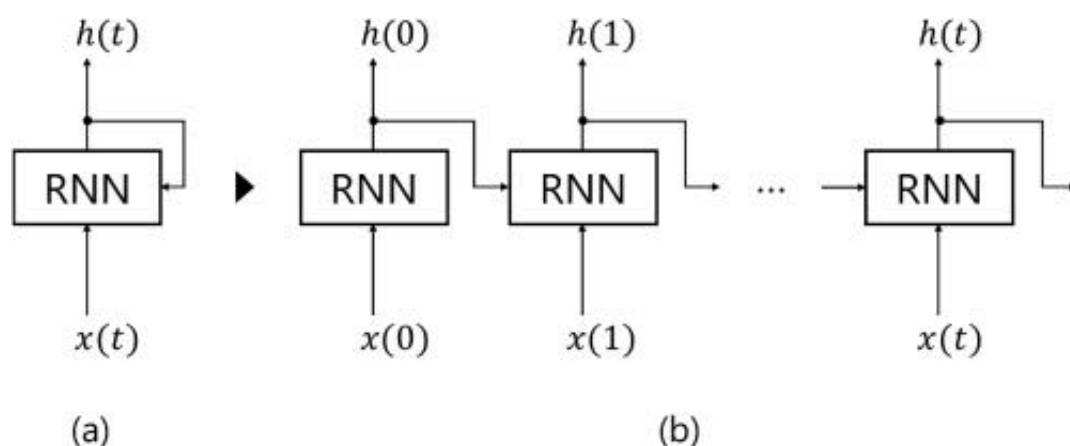 h(t) h(0) h(1) h(t)
RNN RNN RNN ... RNN
x(t) x(0) x(1) x(t)
(a) (b)